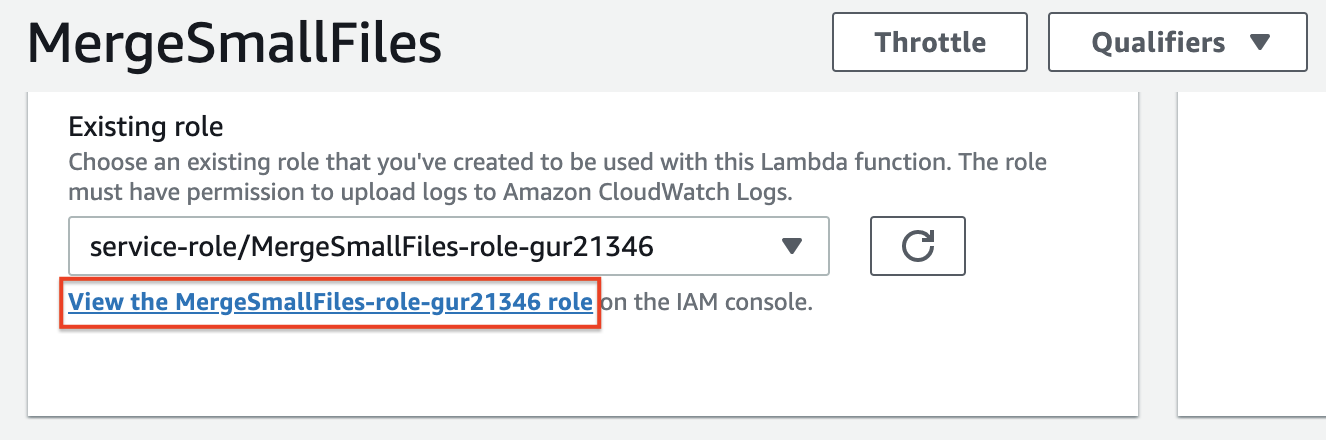 MergeSmallFiles
Throttle
Qualifiers
Existing role
Choose an existing role that you've created to be used with this Lambda function. The role
must have permission to upload logs to Amazon CloudWatch Logs.
service-role/MergeSmallFiles-role-gur21346
View the MergeSmallFiles-role-gur21346 role on the IAM console.